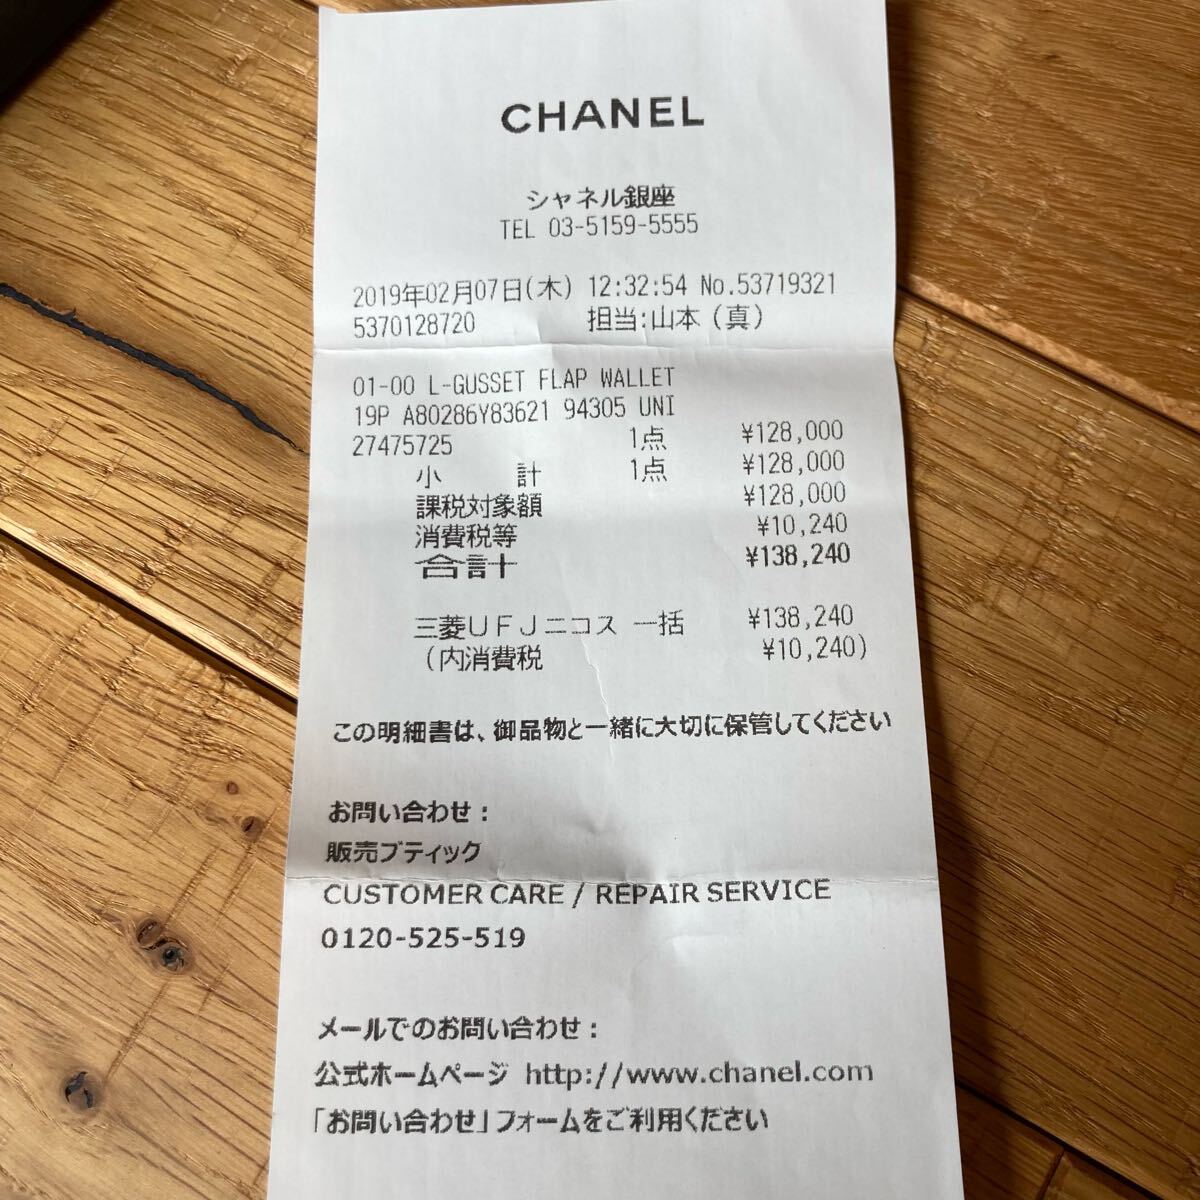 CHANEL
シャネル銀座
TEL 03-5159-5555
2019年02月07日(木) 12:32:54 No.53719321
5370128720 担当:山本(真)
01-00 L-GUSSET FLAP WALLET
19P A80286Y83621 94305 UNI
27475725 1点 ¥128,000
小 計 1点 ¥128,000
課税対象額 ¥128,000
消費税等 ¥10,240
合計 ¥138,240
三菱UFJニコス 一括 ¥138,240
(内消費税 ¥10,240)
この明細書は、御品物と一緒に大切に保管してください
お問い合わせ:
販売ブティック
CUSTOMER CARE / REPAIR SERVICE
0120-525-519
メールでのお問い合わせ:
公式ホームページ http://www.chanel.com
「お問い合わせ」フォームをご利用ください